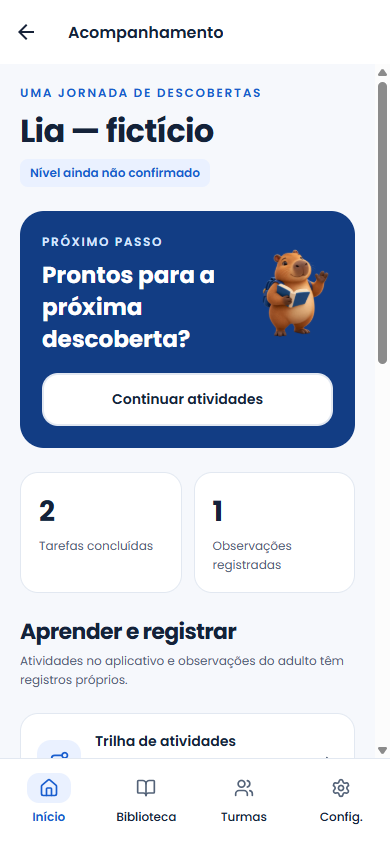 Acompanhamento
UMA JORNADA DE DESCOBERTAS
Lia — fictício
Nível ainda não confirmado
PRÓXIMO PASSO
Prontos para a
próxima
descoberta?
Continuar atividades
2
Tarefas concluídas
1
Observações
registradas
Aprender e registrar
Atividades no aplicativo e observações do adulto têm
registros próprios.
Trilha de atividades
Início
Biblioteca
Turmas
Config.